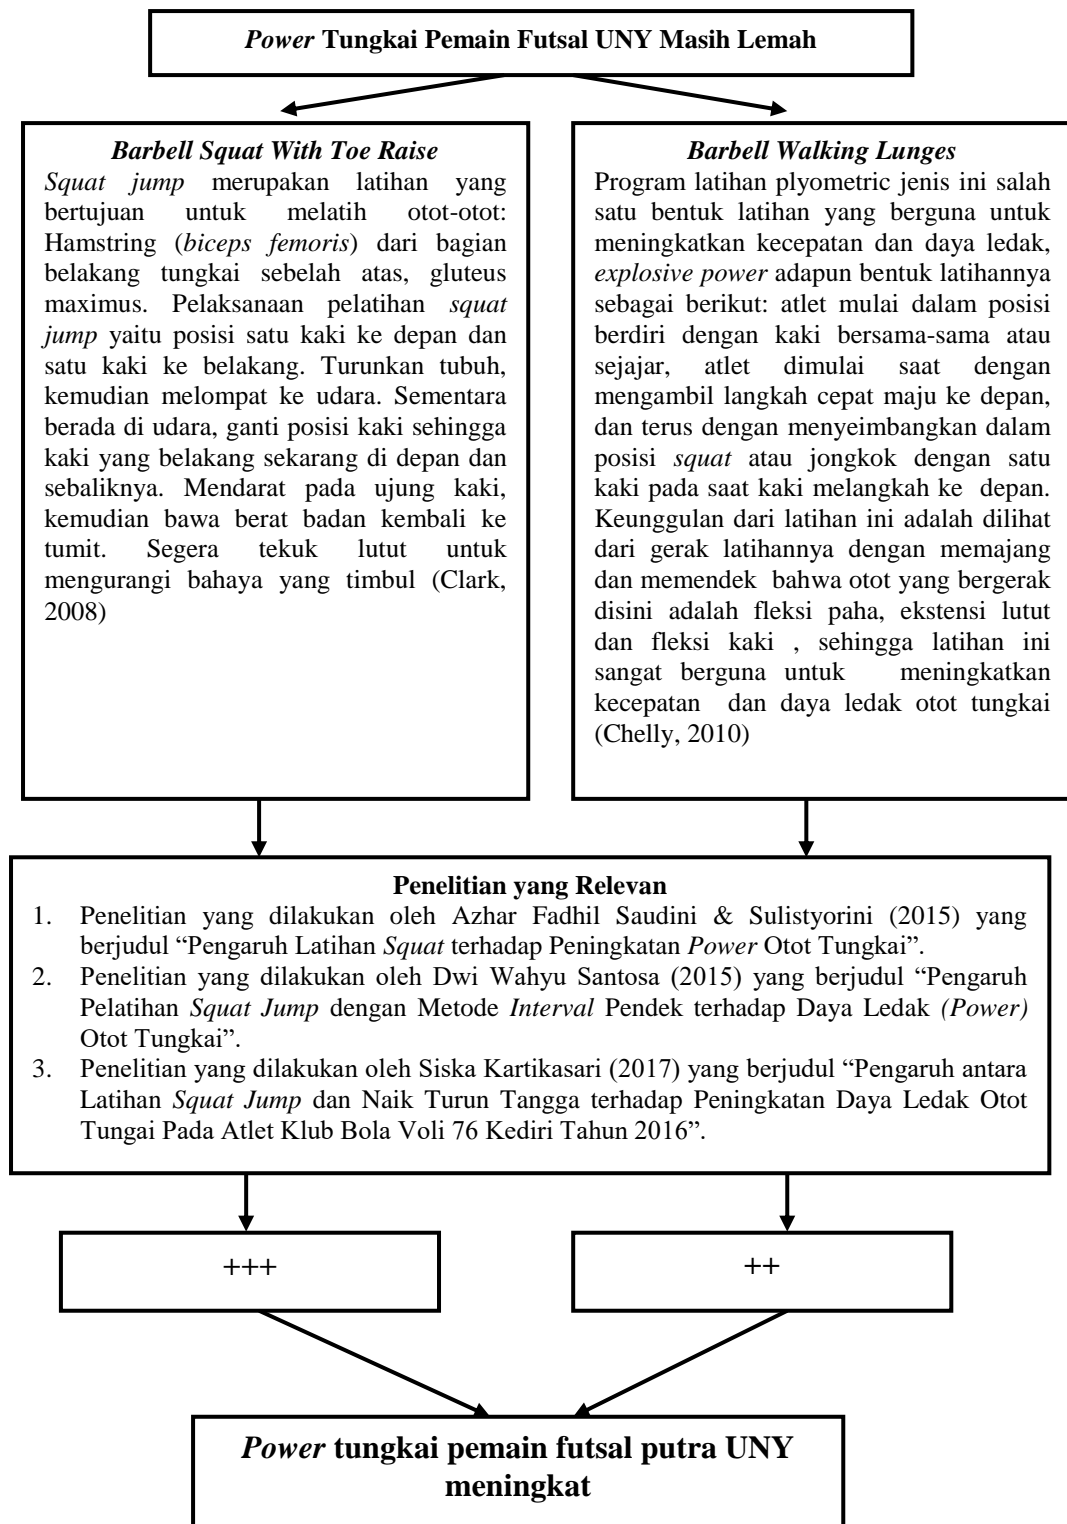 Power Tungkai Pemain Futsal UNY Masih Lemah
Barbell Squat With Toe Raise
Squat jump merupakan latihan yang
bertujuan untuk melatih otot-otot:
Hamstring (biceps femoris) dari bagian
belakang tungkai sebelah atas, gluteus
maximus. Pelaksanaan pelatihan squat
jump yaitu posisi satu kaki ke depan dan
satu kaki ke belakang. Turunkan tubuh,
kemudian melompat ke udara. Sementara
berada di udara, ganti posisi kaki sehingga
kaki yang belakang sekarang di depan dan
sebaliknya. Mendarat pada ujung kaki,
kemudian bawa berat badan kembali ke
tumit. Segera tekuk lutut untuk
mengurangi bahaya yang timbul (Clark,
2008)
Barbell Walking Lunges
Program latihan plyometric jenis ini salah
satu bentuk latihan yang berguna untuk
meningkatkan kecepatan dan daya ledak,
explosive power adapun bentuk latihannya
sebagai berikut: atlet mulai dalam posisi
berdiri dengan kaki bersama-sama atau
sejajar, atlet dimulai saat dengan
mengambil langkah cepat maju ke depan,
dan terus dengan menyeimbangkan dalam
posisi squat atau jongkok dengan satu
kaki pada saat kaki melangkah ke depan.
Keunggulan dari latihan ini adalah dilihat
dari gerak latihannya dengan memajang
dan memendek bahwa otot yang bergerak
disini adalah fleksi paha, ekstensi lutut
dan fleksi kaki , sehingga latihan ini
sangat berguna untuk meningkatkan
kecepatan dan daya ledak otot tungkai
(Chelly, 2010)
Penelitian yang Relevan
1. Penelitian yang dilakukan oleh Azhar Fadhil Saudini & Sulistyorini (2015) yang
berjudul “Pengaruh Latihan Squat terhadap Peningkatan Power Otot Tungkai”.
2. Penelitian yang dilakukan oleh Dwi Wahyu Santosa (2015) yang berjudul “Pengaruh
Pelatihan Squat Jump dengan Metode Interval Pendek terhadap Daya Ledak (Power)
Otot Tungkai”.
3. Penelitian yang dilakukan oleh Siska Kartikasari (2017) yang berjudul “Pengaruh antara
Latihan Squat Jump dan Naik Turun Tangga terhadap Peningkatan Daya Ledak Otot
Tungai Pada Atlet Klub Bola Voli 76 Kediri Tahun 2016”.
+++
++
Power tungkai pemain futsal putra UNY
meningkat